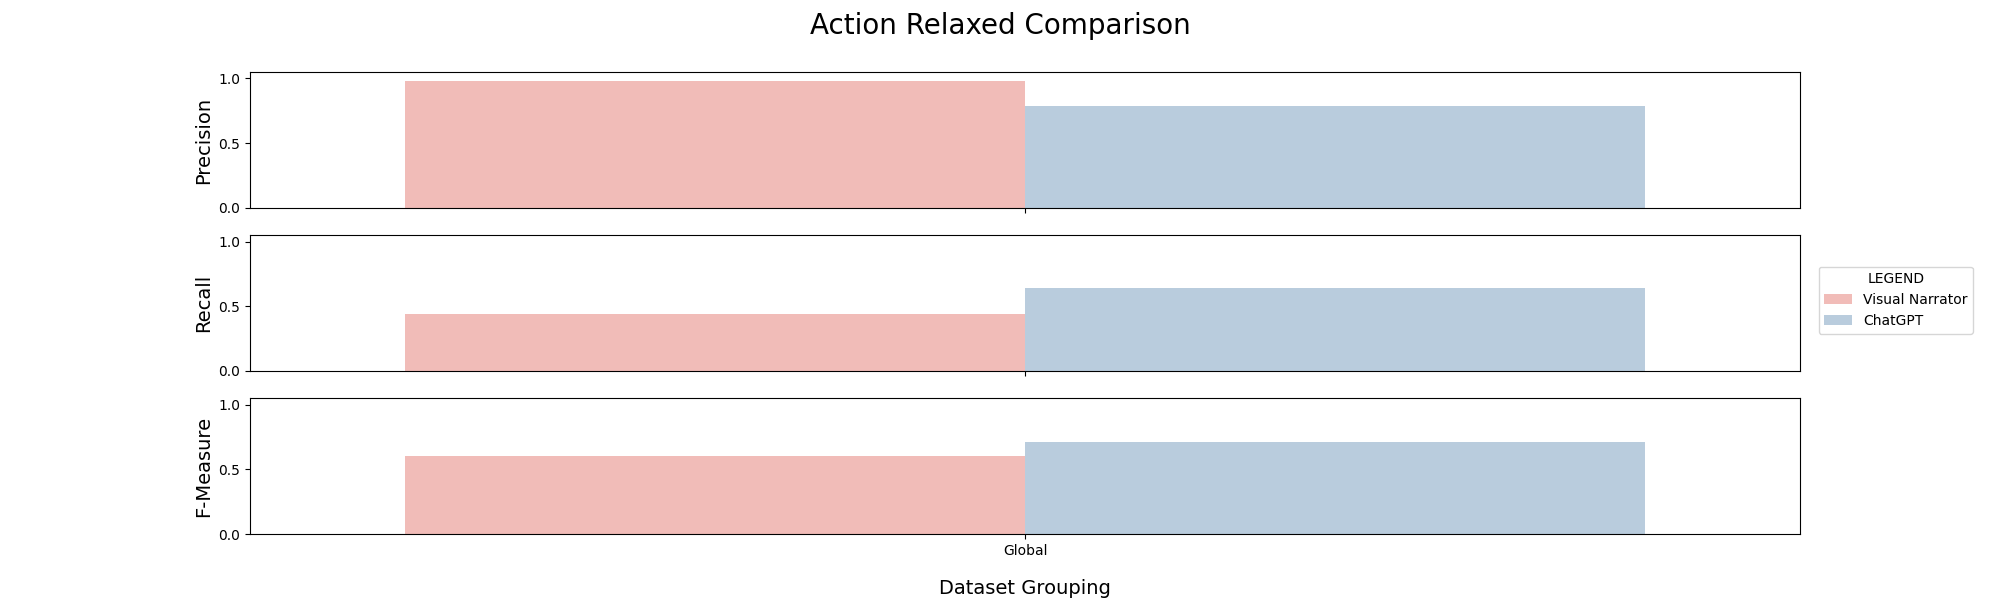 Action Relaxed Comparison
Precision
1.0
0.5
0.0
Recall
1.0
0.5
0.0
F-Measure
1.0
0.5
0.0
Global
Dataset Grouping
LEGEND
Visual Narrator
ChatGPT